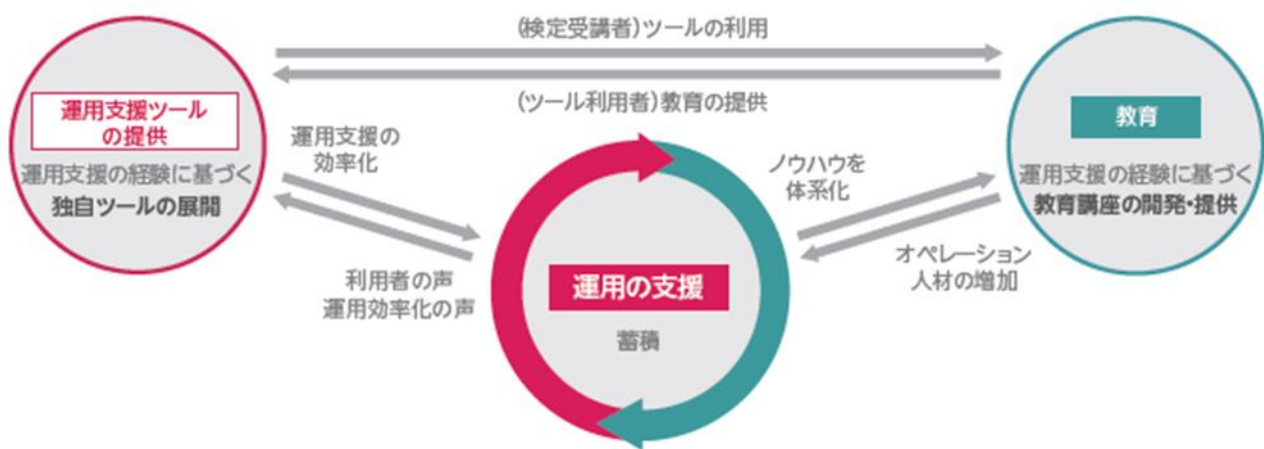 (検定受講者)ツールの利用
(ツール利用者)教育の提供
運用支援ツール
の提供
運用支援の経験に基づく
独自ツールの展開
運用支援の
効率化
利用者の声
運用効率化の声
運用の支援
蓄積
ノウハウを
体系化
オペレーション
人材の増加
教育
運用支援の経験に基づく
教育講座の開発・提供